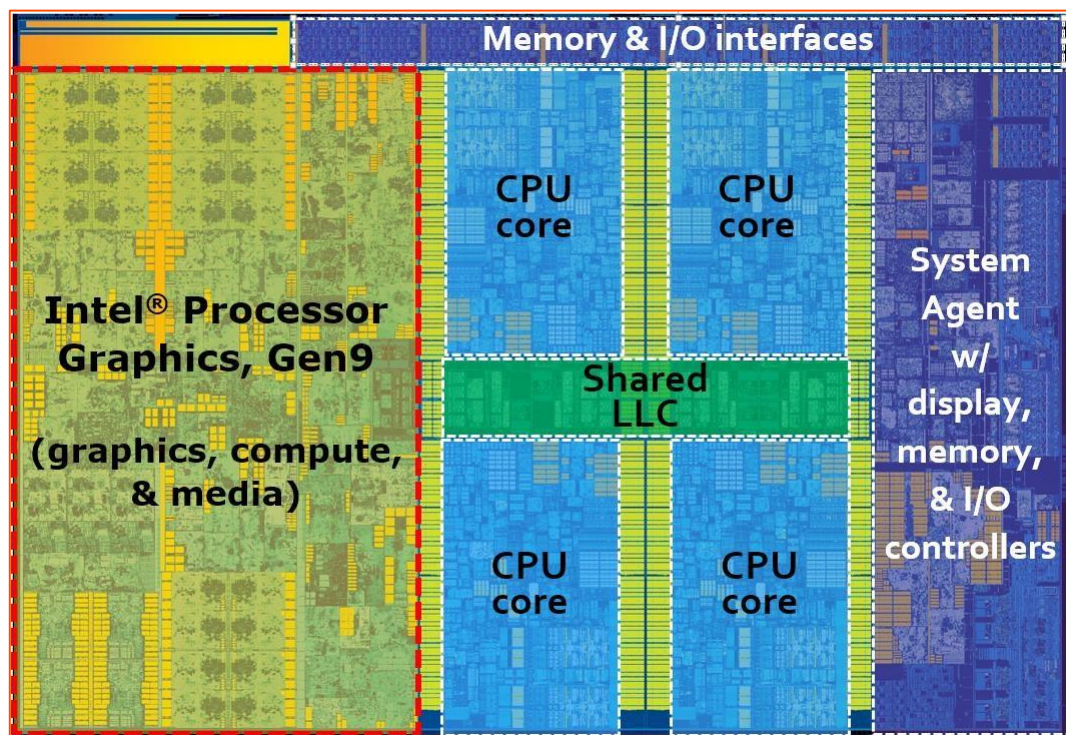 Memory & I/O interfaces
Intel® Processor
Graphics, Gen9
(graphics, compute,
& media)
CPU
core
CPU
core
Shared
LLC
CPU
core
CPU
core
System
Agent
w/
display,
memory,
& I/O
controllers